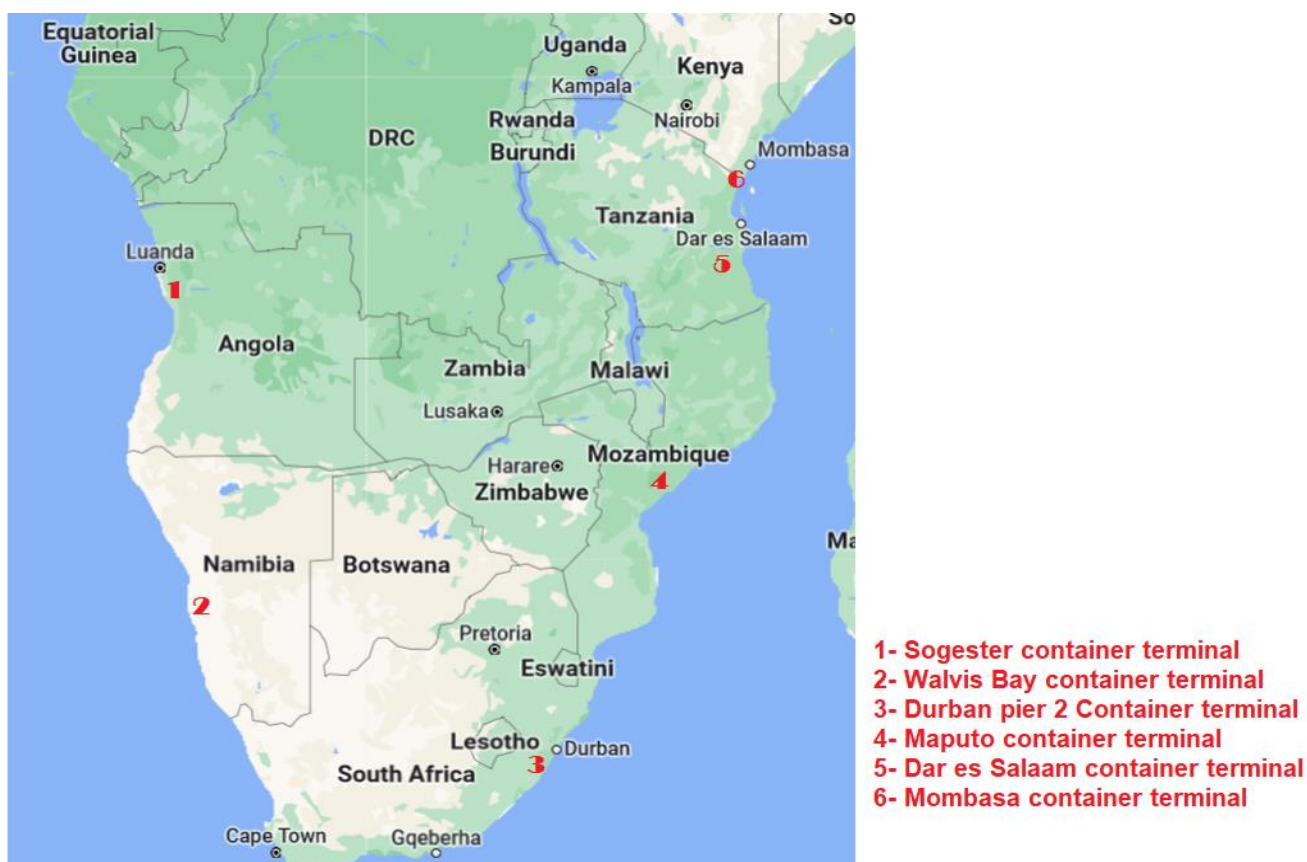 Equatorial
Guinea
So
Uganda
Kampala
Kenya
Nairobi
DRC
Rwanda
Burundi
Mombasa
6
Tanzania
Dar es Salaam
5
Luanda
1
Angola
Zambia
Malawi
Lusaka
Mozambique
Harare
4
Zimbabwe
Ma
Namibia
Botswana
2
Pretoria
Eswatini
Lesotho
Durban
3
South Africa
Cape Town
Gqeberha
1- Sogester container terminal
2- Walvis Bay container terminal
3- Durban pier 2 Container terminal
4- Maputo container terminal
5- Dar es Salaam container terminal
6- Mombasa container terminal